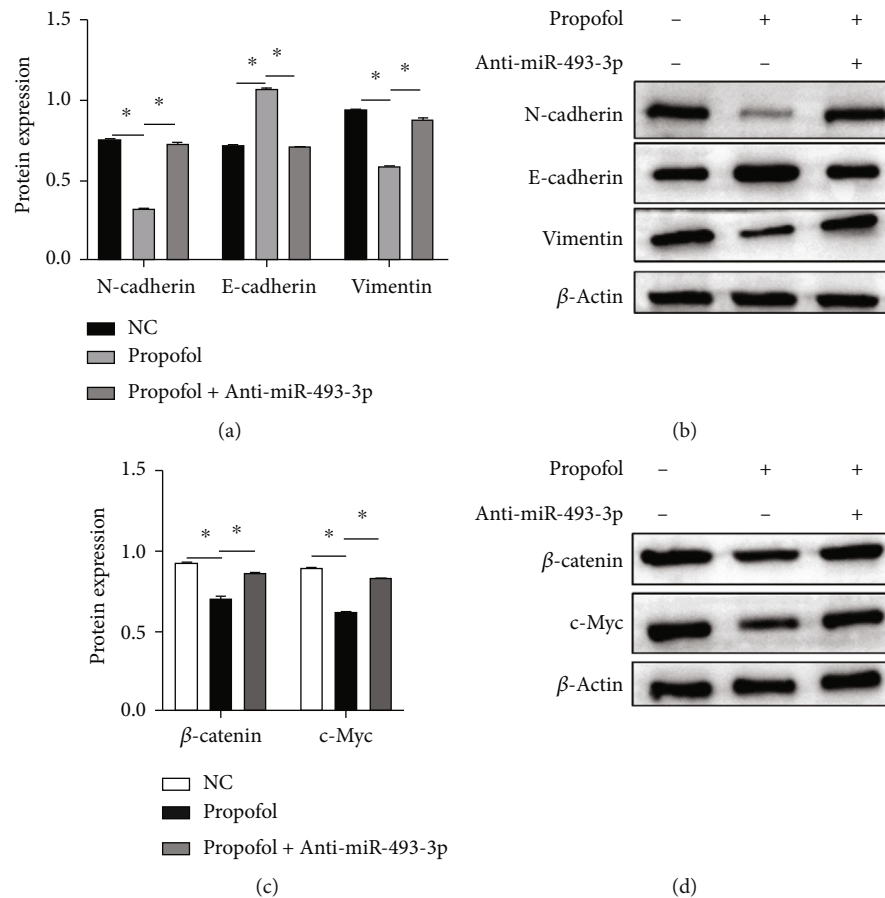 1.5
1.0
0.5
0.0
Protein expression
* * * * * *
N-cadherin E-cadherin Vimentin
NC
Propofol
Propofol + Anti-miR-493-3p
(a)
Propofol – + +
Anti-miR-493-3p – – +
N-cadherin
E-cadherin
Vimentin
β-Actin
(b)
1.5
1.0
0.5
0.0
Protein expression
* * * *
β-catenin c-Myc
NC
Propofol
Propofol + Anti-miR-493-3p
(c)
Propofol – + +
Anti-miR-493-3p – – +
β-catenin
c-Myc
β-Actin
(d)